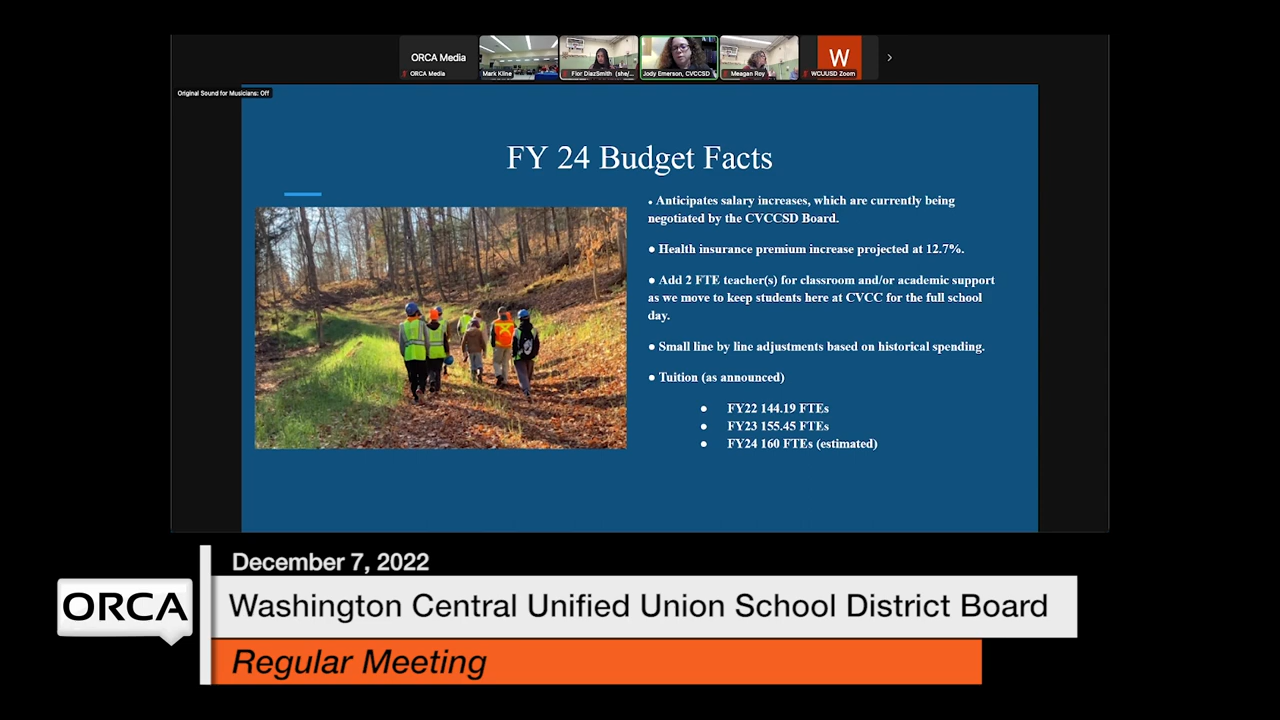 ORCA Media
ORCA Media
Mark Kline
Flor DiazSmith (she/...
Jody Emerson, CVCCSD
Meagan Roy
W
WCUUSD Zoom
Original Sound for Musicians: Off
FY 24 Budget Facts
• Anticipates salary increases, which are currently being
negotiated by the CVCCSD Board.
● Health insurance premium increase projected at 12.7%.
● Add 2 FTE teacher(s) for classroom and/or academic support
as we move to keep students here at CVCC for the full school
day.
● Small line by line adjustments based on historical spending.
● Tuition (as announced)
● FY22 144.19 FTEs
● FY23 155.45 FTEs
● FY24 160 FTEs (estimated)
December 7, 2022
ORCA
Washington Central Unified Union School District Board
Regular Meeting